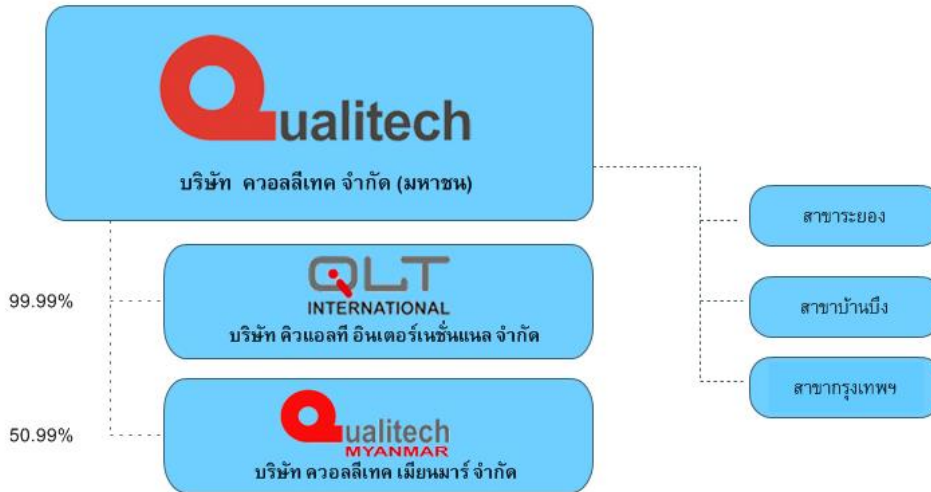 Qualitech
บริษัท ควอลลีเทค จำกัด (มหาชน)
สาขาระยอง
99.99%
QLT
INTERNATIONAL
บริษัท คิวแอลที อินเตอร์เนชั่นแนล จำกัด
สาขาบ้านบึง
สาขากรุงเทพฯ
50.99%
Qualitech
MYANMAR
บริษัท ควอลลีเทค เมียนมาร์ จำกัด